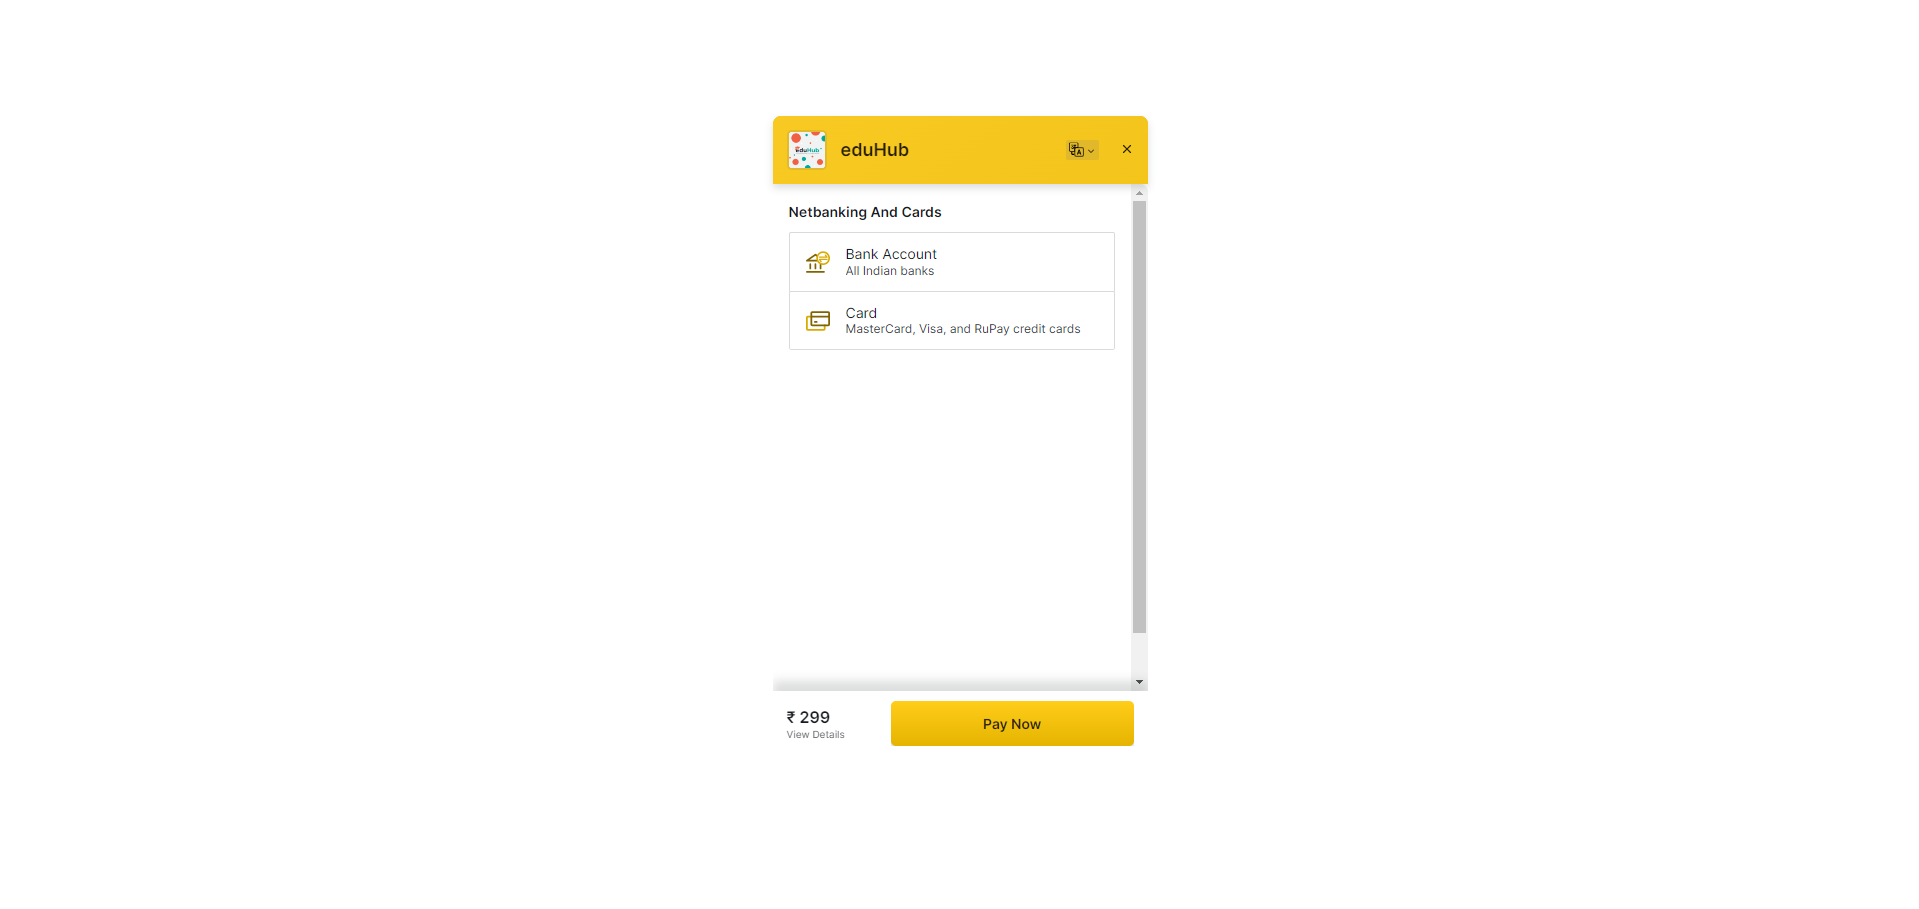 eduHub
eduHub
Netbanking And Cards
Bank Account
All Indian banks
Card
MasterCard, Visa, and RuPay credit cards
₹ 299
View Details
Pay Now